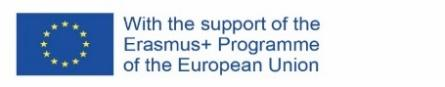 With the support of the
Erasmus+ Programme
of the European Union